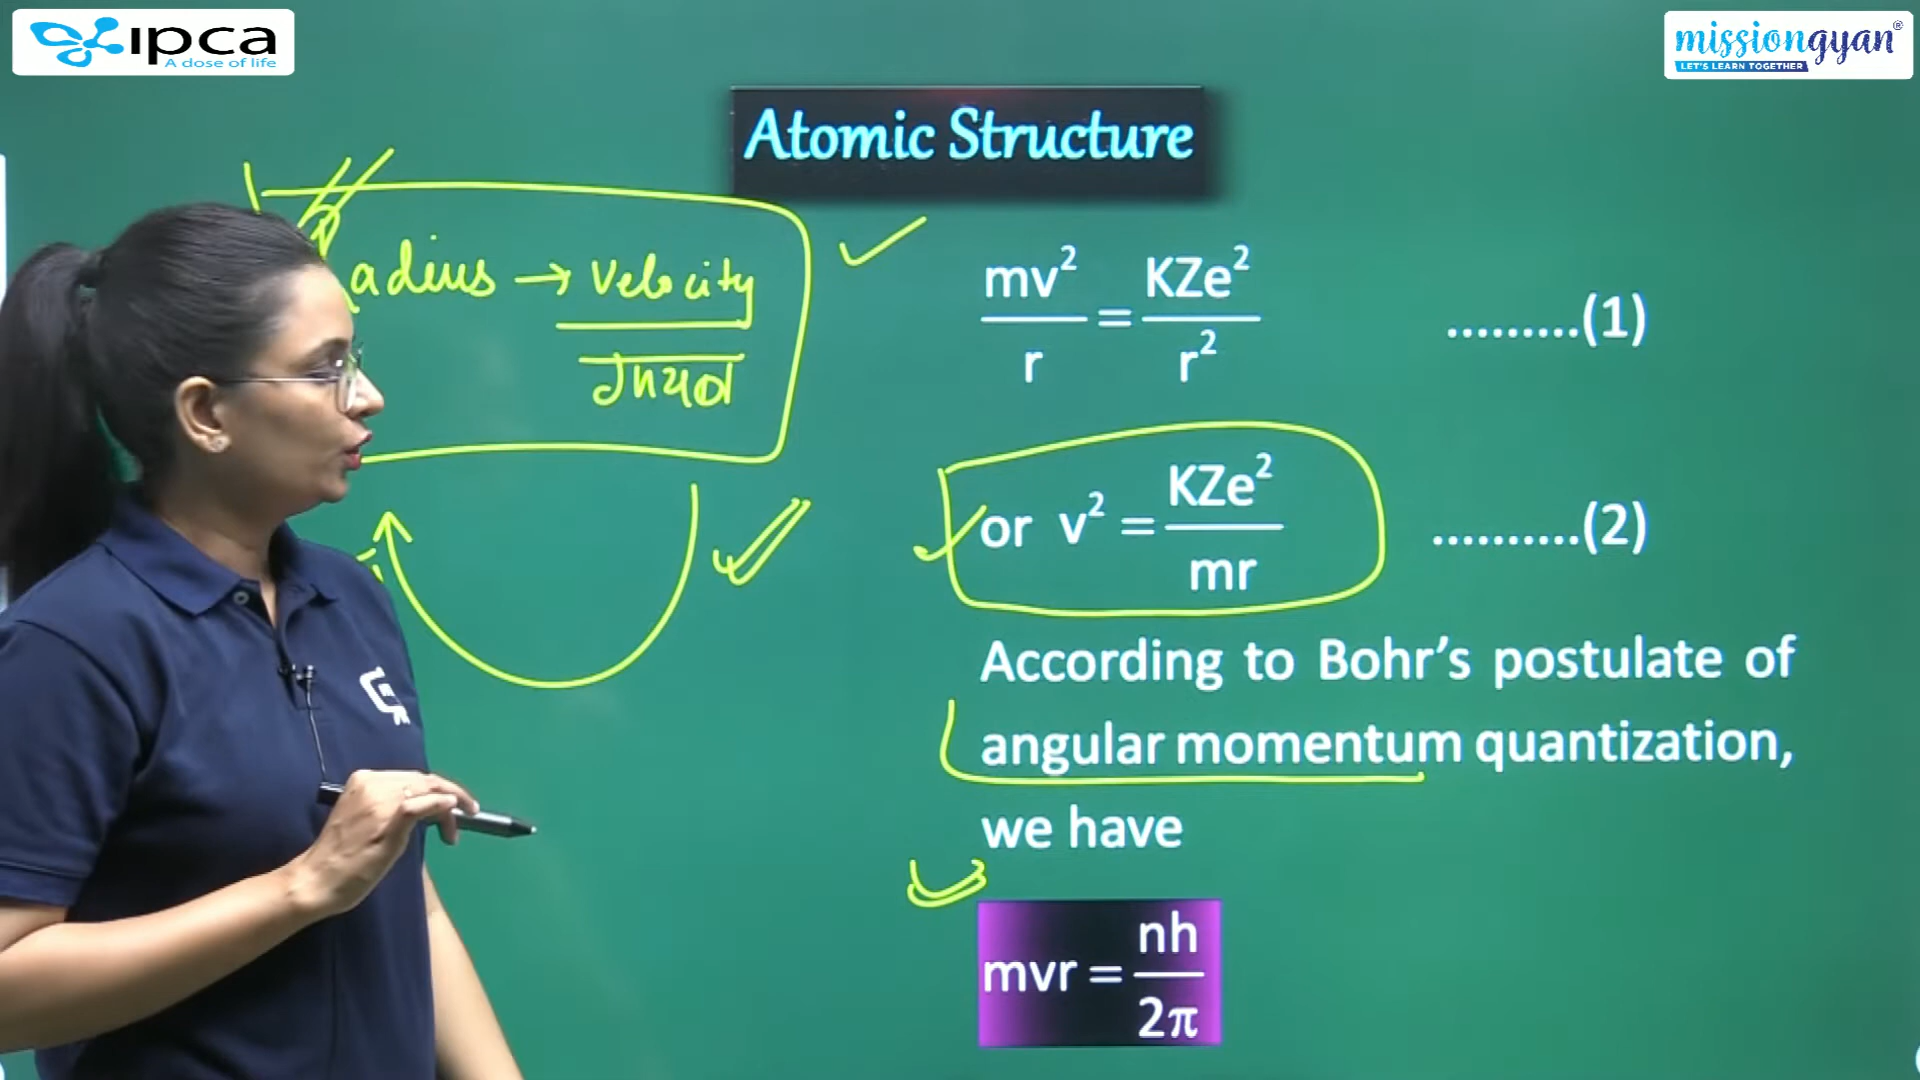 ipca
A dose of life
missiongyan®
LET'S LEARN TOGETHER
Atomic Structure
Radius → Velocity
mv²/r = KZe²/r² .........(1)
or v² = KZe²/mr ..........(2)
According to Bohr's postulate of
angular momentum quantization,
we have
mvr = nh/2π